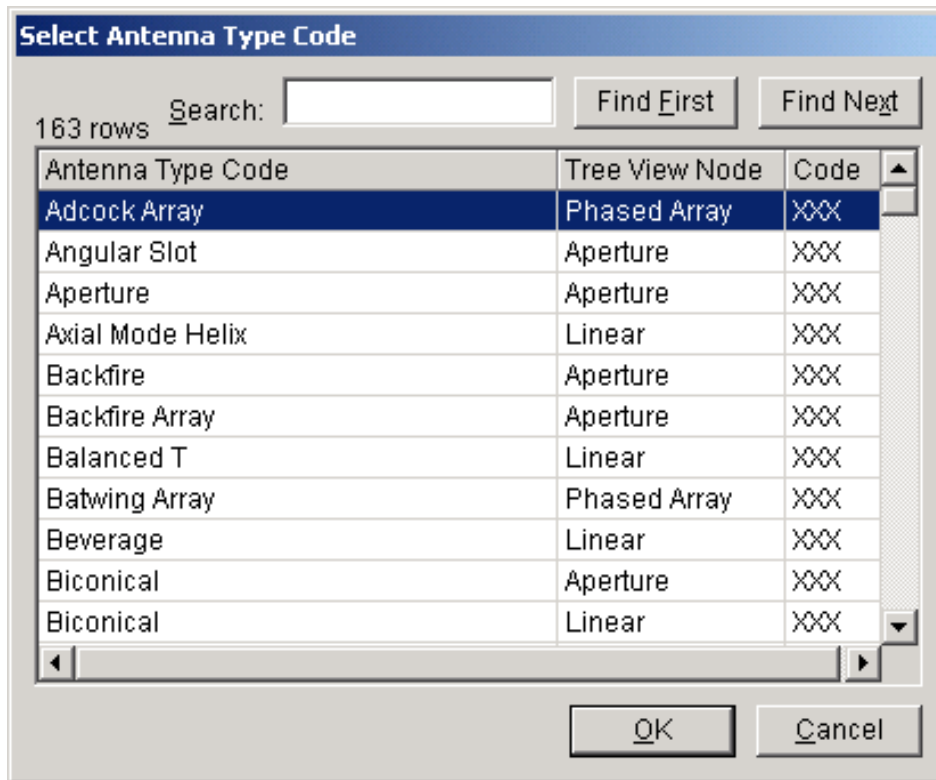 Select Antenna Type Code
163 rows Search: Find First Find Next
Antenna Type Code Tree View Node Code
Adcock Array Phased Array XXX
Angular Slot Aperture XXX
Aperture Aperture XXX
Axial Mode Helix Linear XXX
Backfire Aperture XXX
Backfire Array Aperture XXX
Balanced T Linear XXX
Batwing Array Phased Array XXX
Beverage Linear XXX
Biconical Aperture XXX
Biconical Linear XXX
OK Cancel